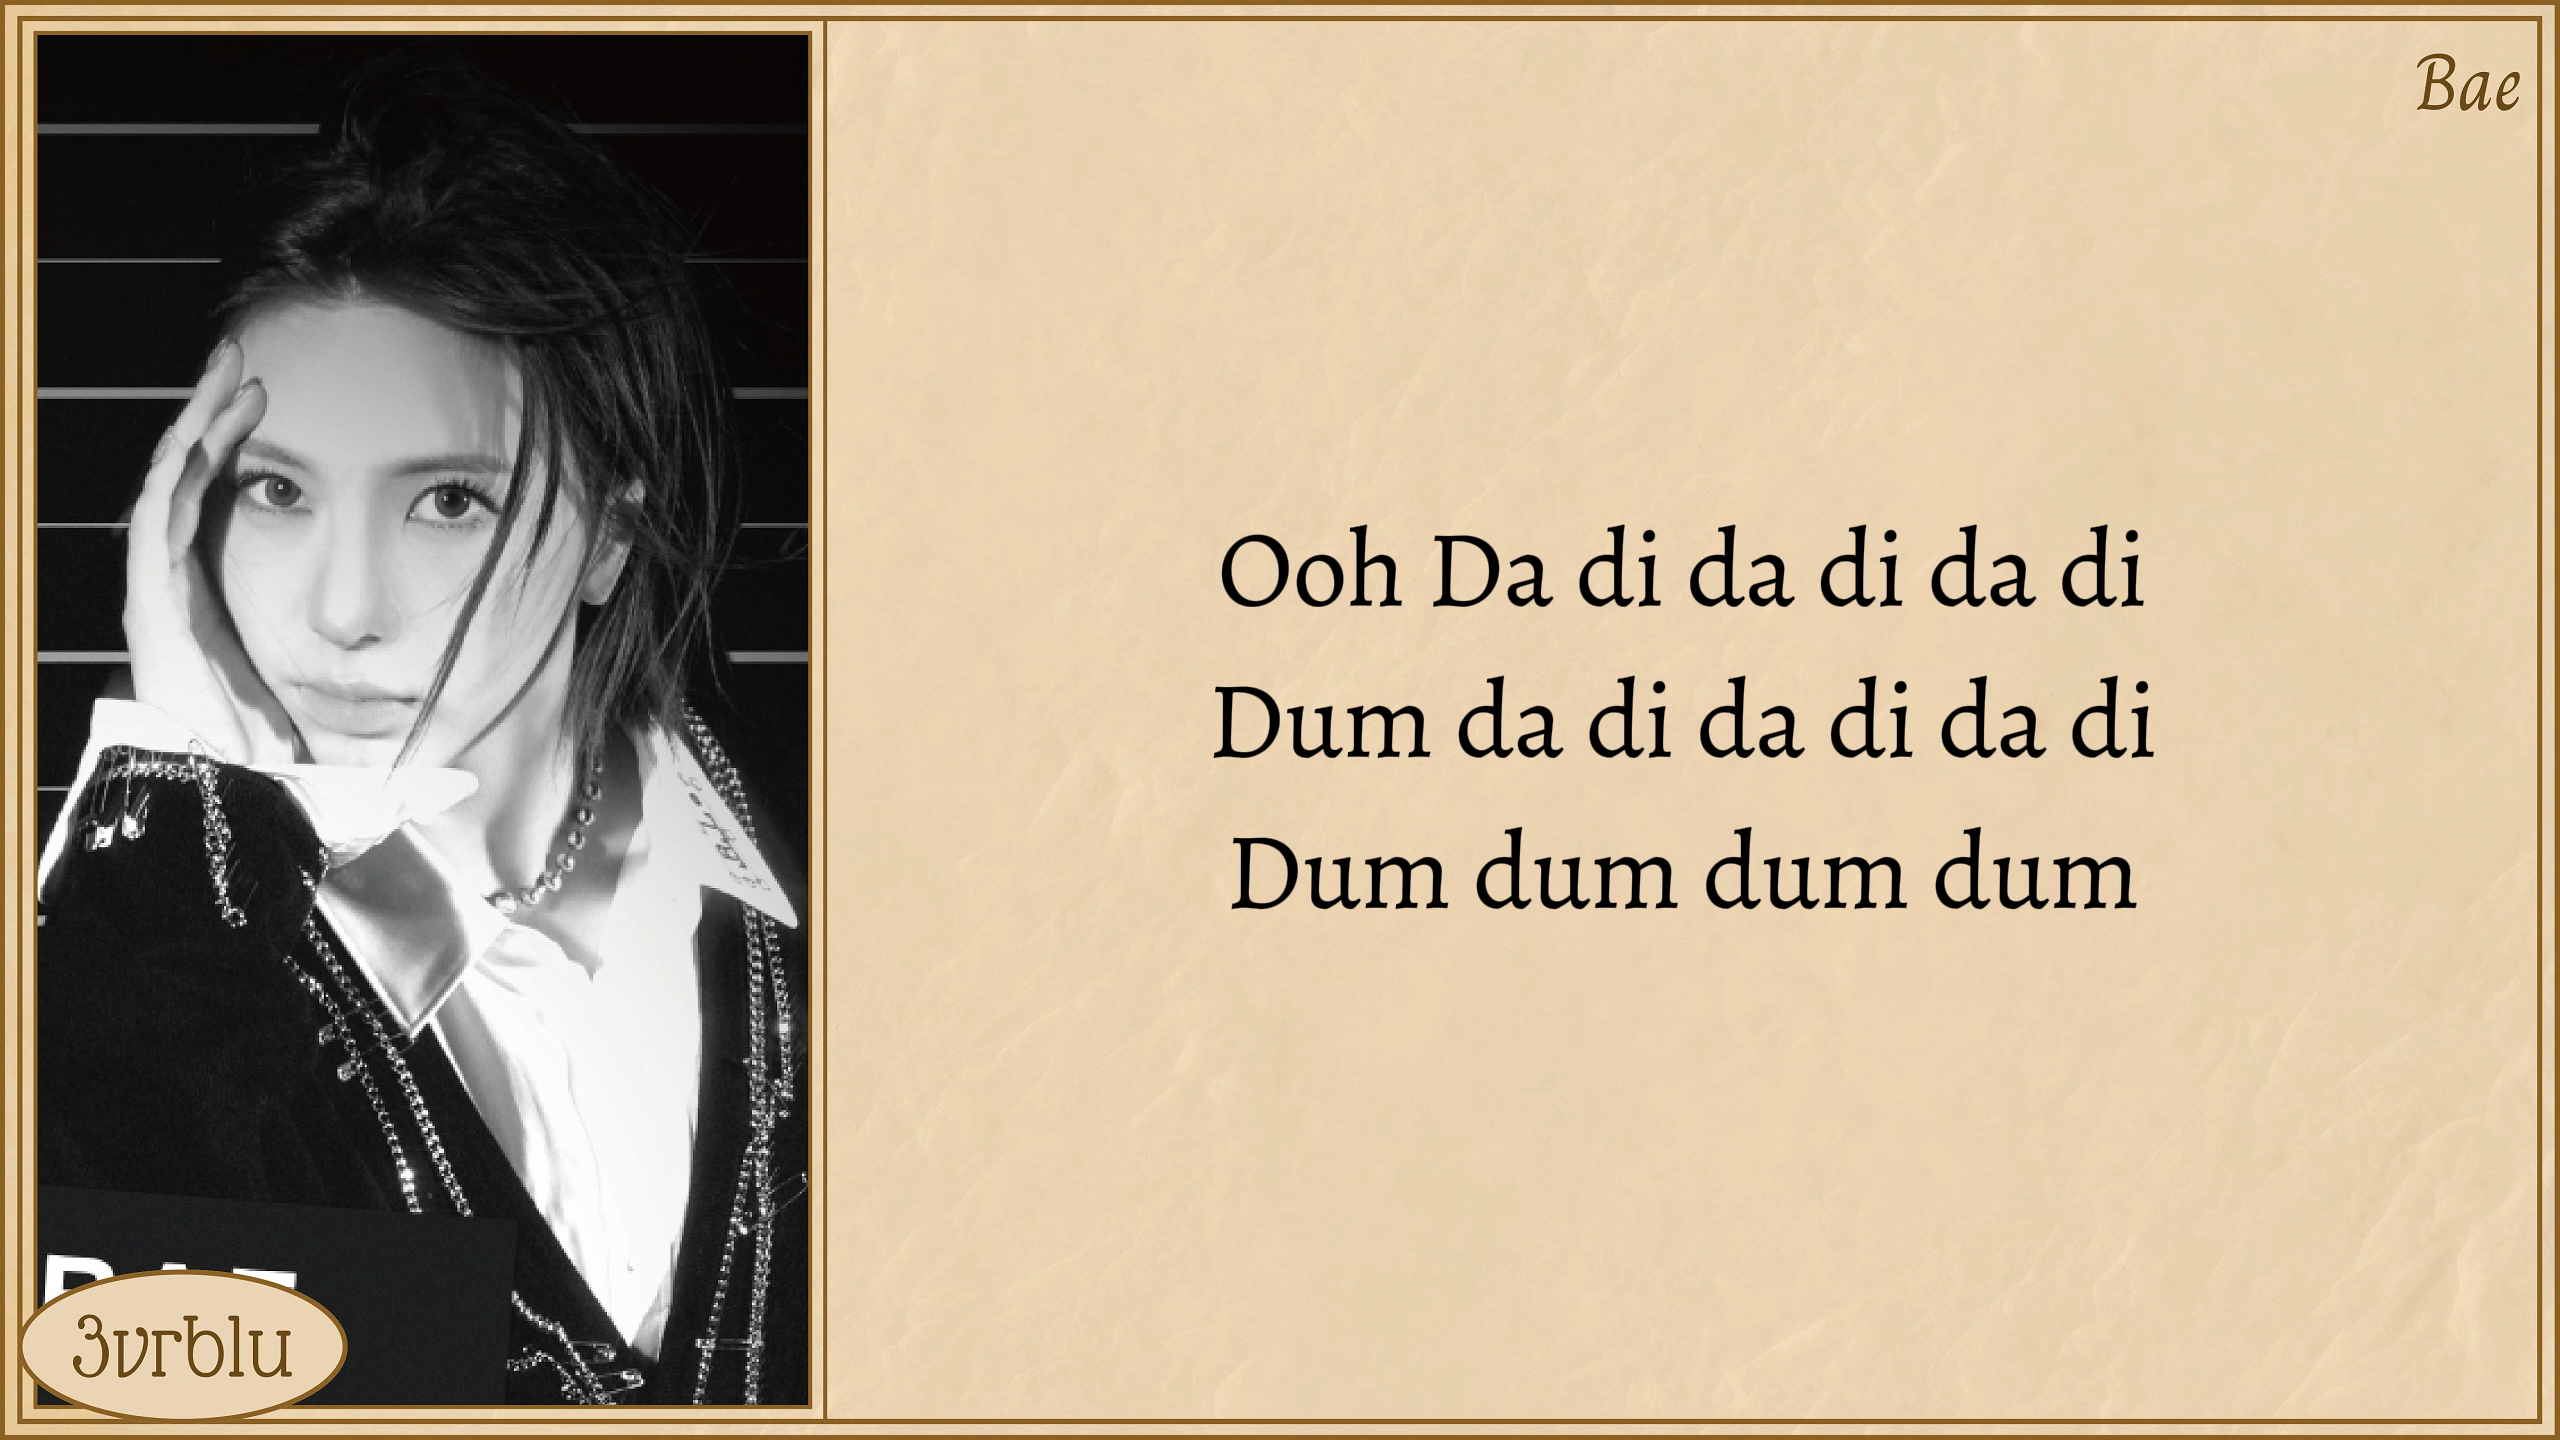 Bae
Ooh Da di da di da di
Dum da di da di da di
Dum dum dum dum
3vrblu